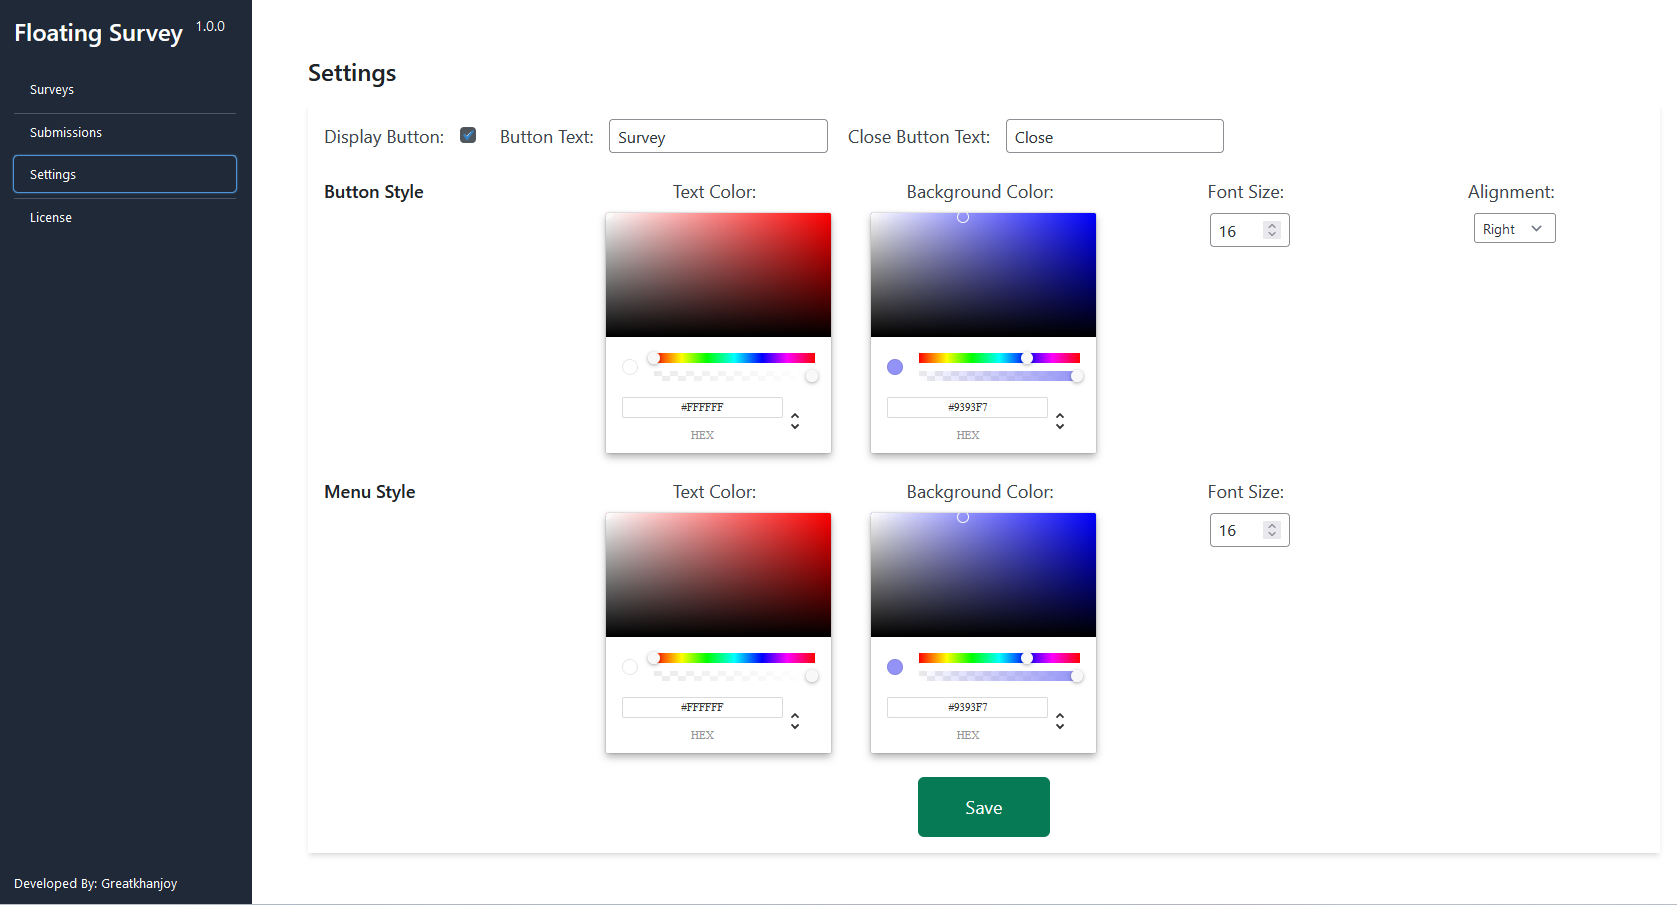 Floating Survey 1.0.0
Surveys
Submissions
Settings
License
Developed By: Greatkhanjoy
Settings
Display Button: Button Text: Survey Close Button Text: Close
Button Style Text Color: Background Color: Font Size: Alignment:
16 Right
#FFFFFF #9393F7
HEX HEX
Menu Style Text Color: Background Color: Font Size:
16
#FFFFFF #9393F7
HEX HEX
Save